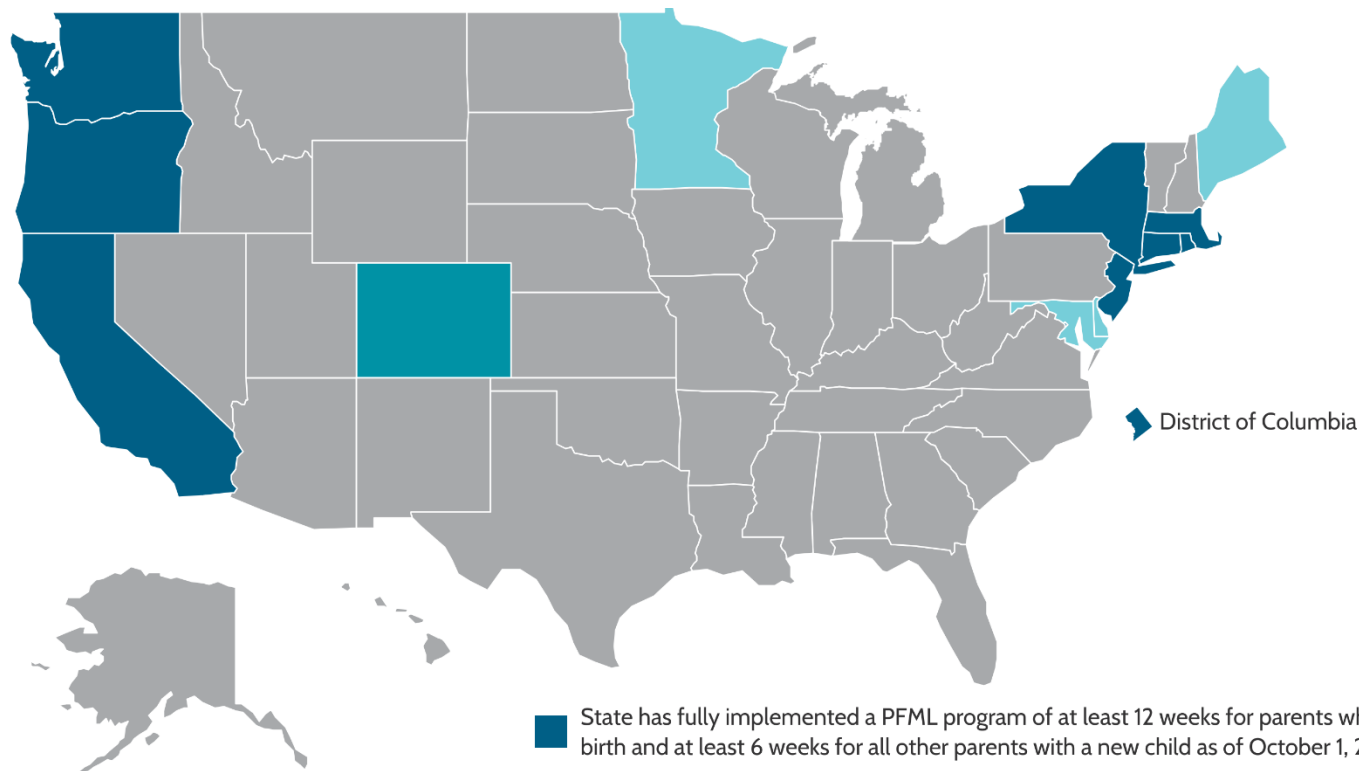 District of Columbia
State has fully implemented a PFML program of at least 12 weeks for parents
birth and at least 6 weeks for all other parents with a new child as of October 1,